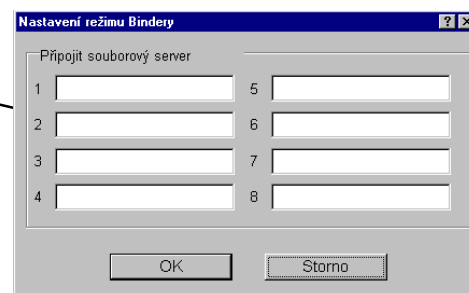 Nastavení režimu Bindery
Připojit souborový server
1
2
3
4
5
6
7
8
OK
Storno